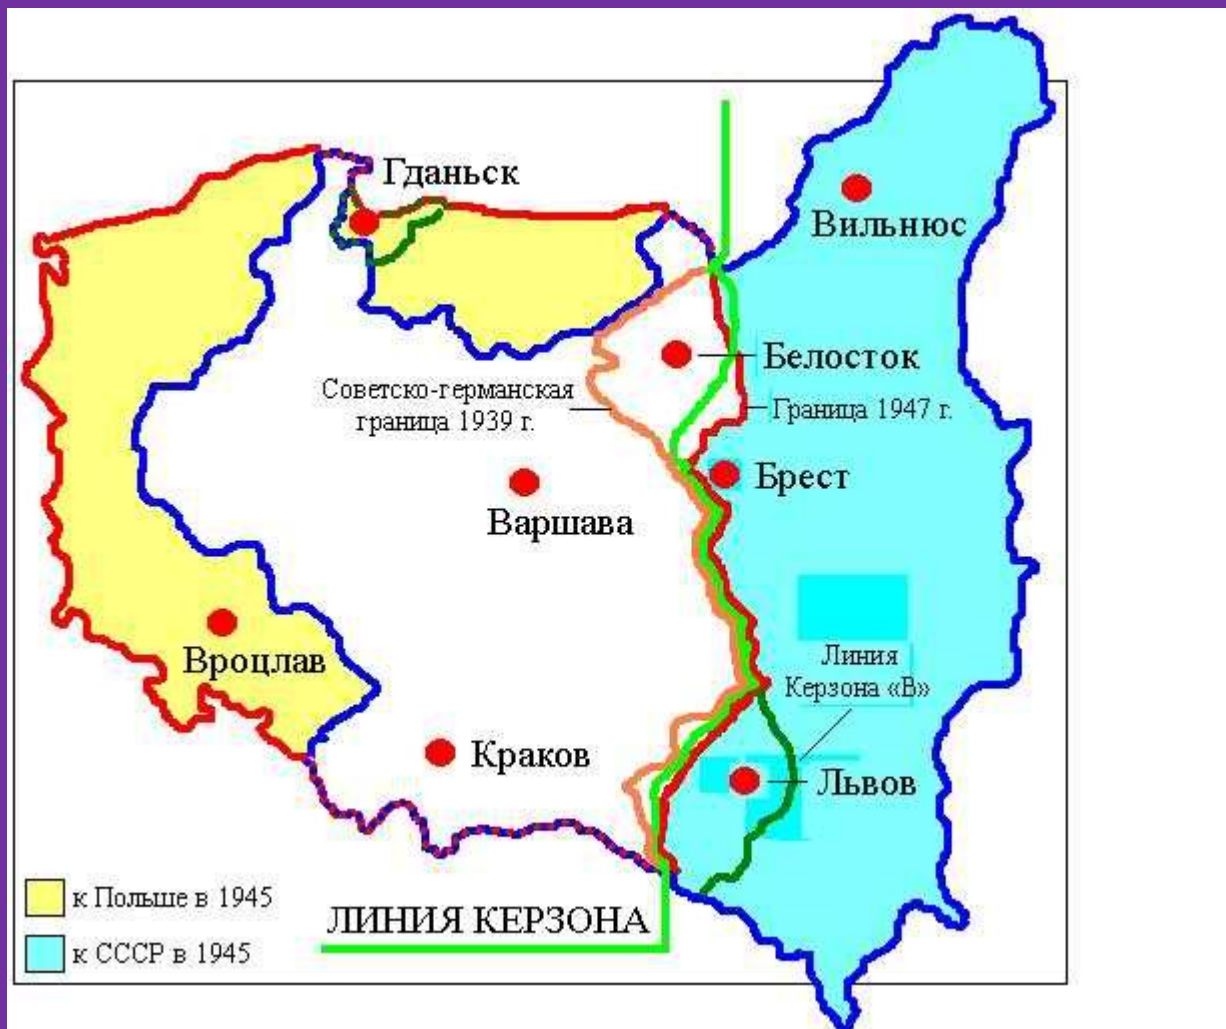 Гданьск
Вильнюс
Белосток
Советско-германская
граница 1939 г.
Граница 1947 г.
Брест
Варшава
Линия
Керзона «В»
Вроцлав
Краков
Львов
к Польше в 1945
ЛИНИЯ КЕРЗОНА
к СССР в 1945